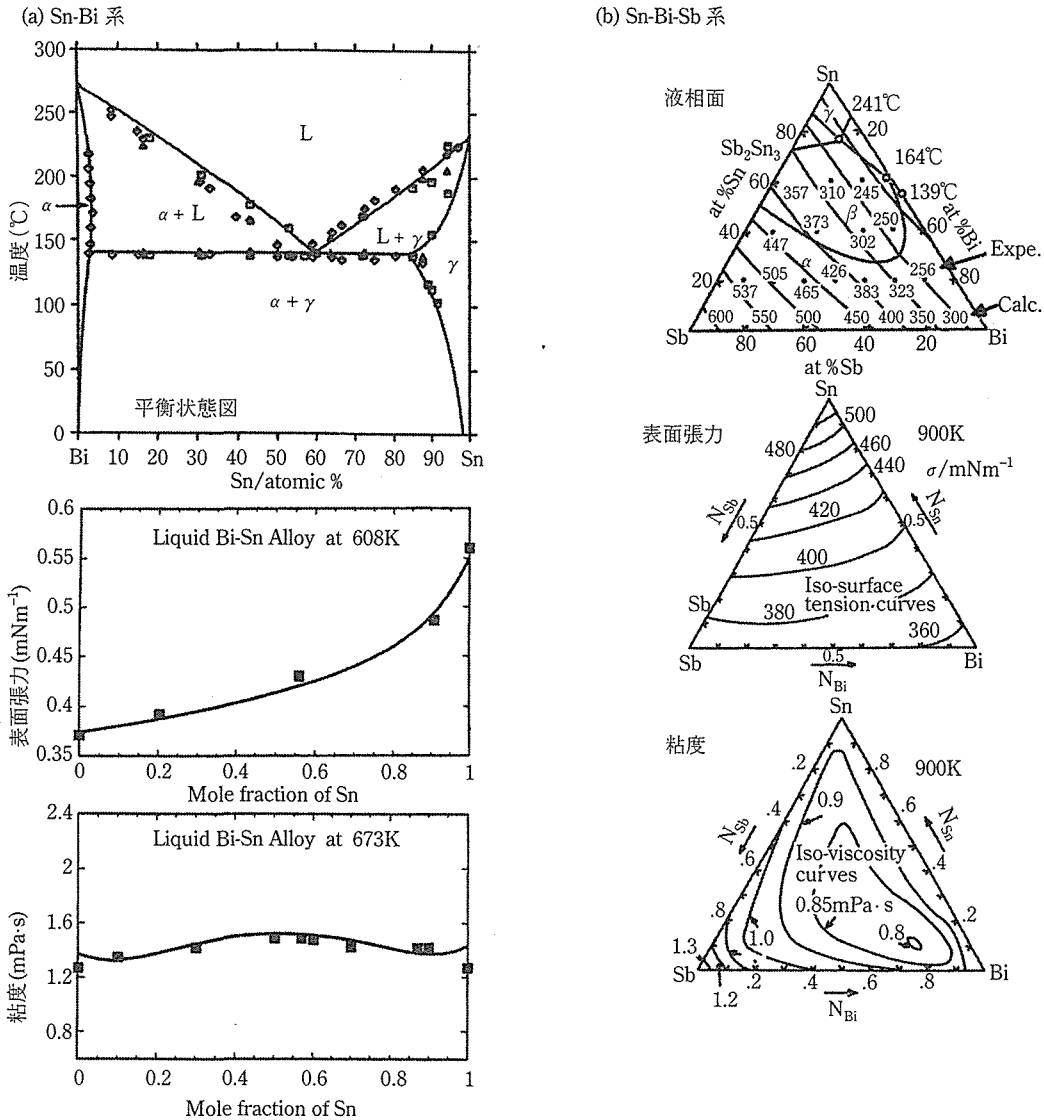 (a) Sn-Bi 系
300
250
200
150
100
50
0
温度 (℃)
L
α
α + L
L + γ
γ
α + γ
平衡状態図
Bi 10 20 30 40 50 60 70 80 90 Sn
Sn/atomic %
0.6
0.55
0.5
0.45
0.4
0.35
表面張力 (mNm⁻¹)
Liquid Bi-Sn Alloy at 608K
0 0.2 0.4 0.6 0.8 1
Mole fraction of Sn
2.4
2
1.6
1.2
0.8
粘度 (mPa·s)
Liquid Bi-Sn Alloy at 673K
0 0.2 0.4 0.6 0.8 1
Mole fraction of Sn
(b) Sn-Bi-Sb 系
液相面
Sn
241℃
γ
80 20
Sb₂Sn₃
164℃
139℃
60
357 310 245
at %Sn
β
at %Bi
373 250
40 60
447 302
α
Expe.
505 426 256 80
20
537 465 383 323
Calc.
600 550 500 450 400 350 300
Sb 80 60 40 20 Bi
at %Sb
表面張力
Sn
500
480 460
440
900K
σ/mNm⁻¹
N_Sb
N_Sn
0.5 0.5
420
400
Iso-surface
tension·curves
Sb
380
360
Sb 0.5 Bi
N_Bi
粘度
Sn
.2 .8
900K
.4 0.9 .6
N_Sb
N_Sn
.6 .4
Iso-viscosity
curves
0.85mPa·s
.8 .2
1.0 0.8
1.3
Sb .2 .4 .6 .8 Bi
1.2
N_Bi